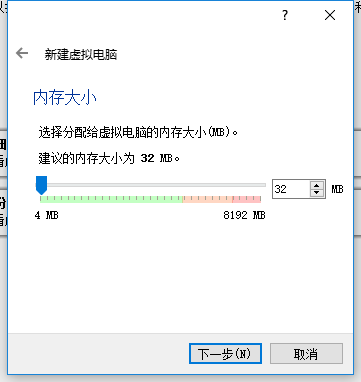 ?
新建虚拟电脑
内存大小
选择分配给虚拟电脑的内存大小(MB)。
建议的内存大小为 32 MB。
32 MB
4 MB 8192 MB
下一步(N) 取消